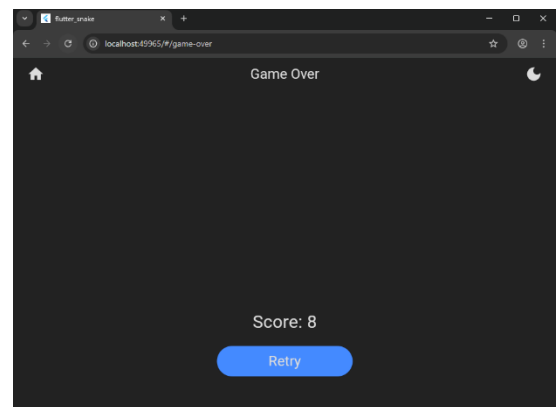 flutter_snake
localhost:49965/#/game-over
Game Over
Score: 8
Retry